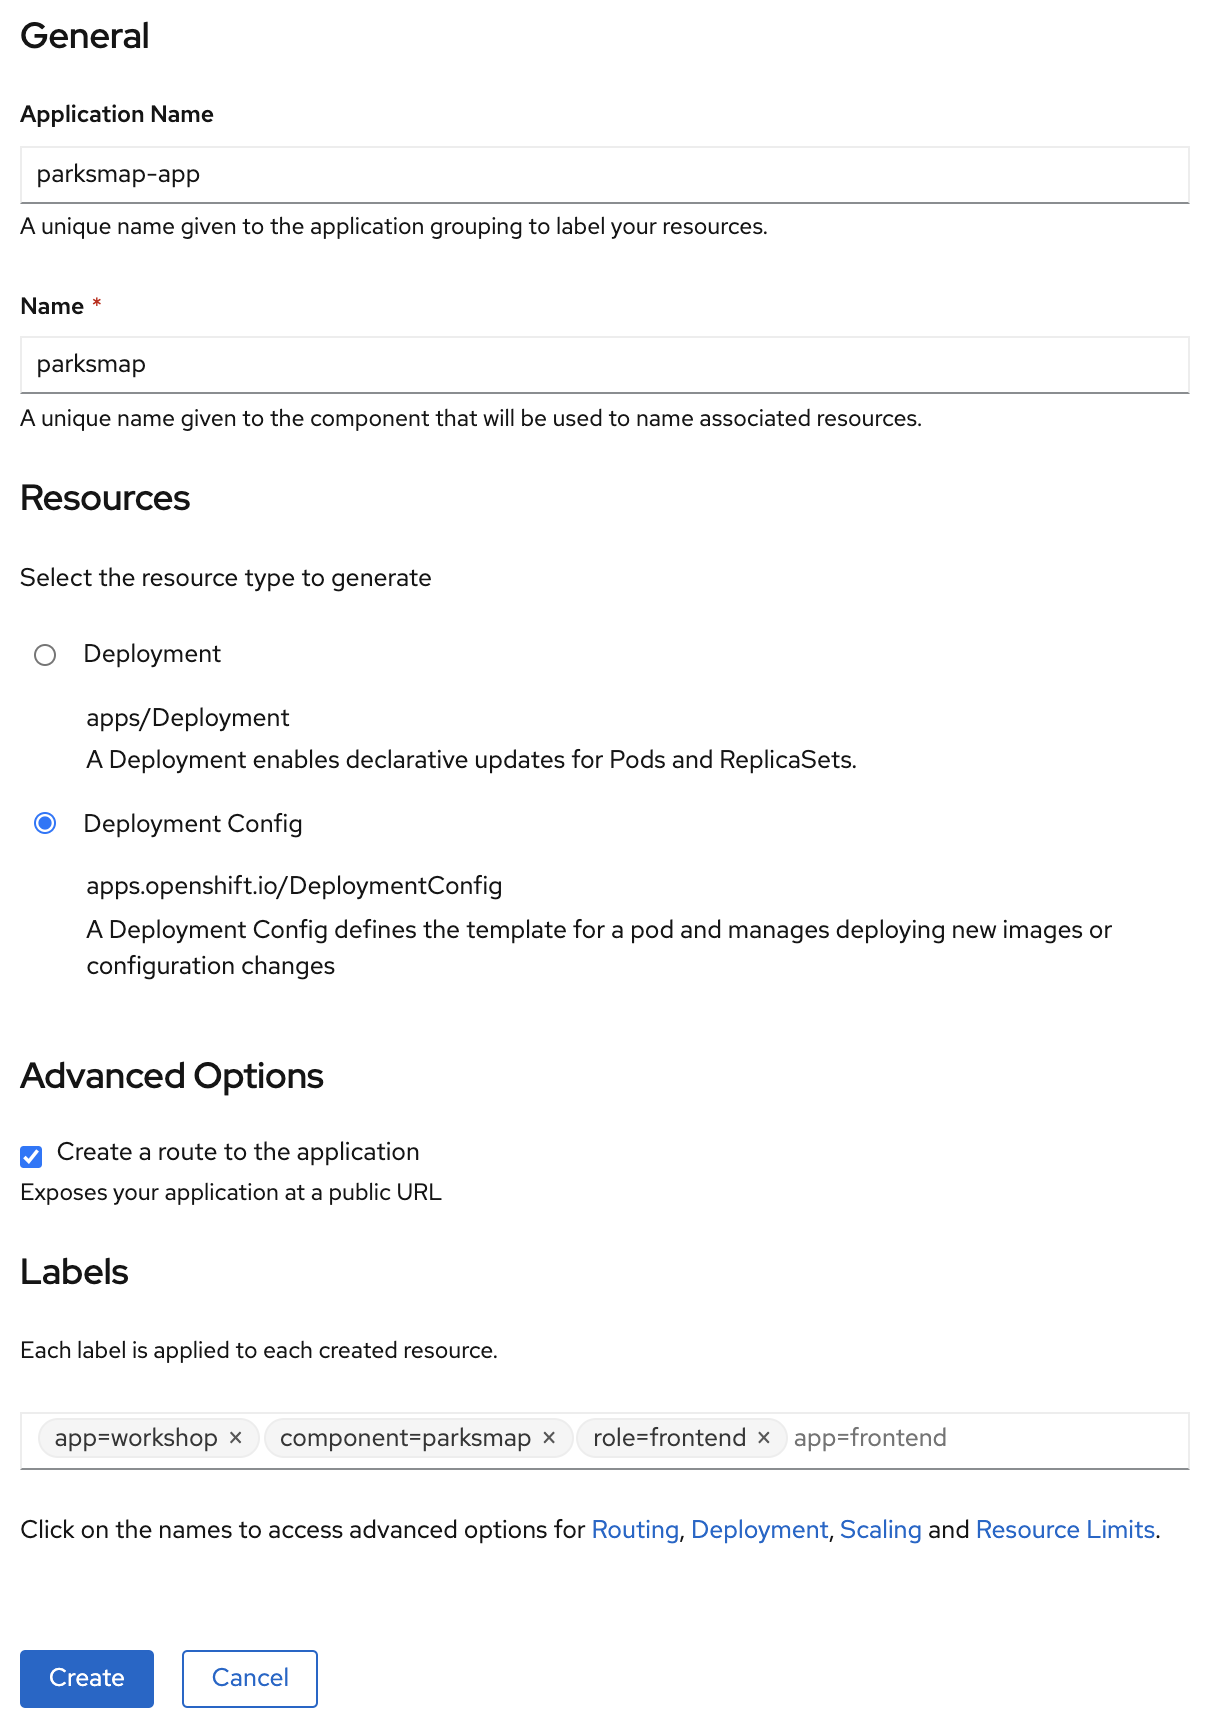 General
Application Name
parksmap-app
A unique name given to the application grouping to label your resources.
Name *
parksmap
A unique name given to the component that will be used to name associated resources.
Resources
Select the resource type to generate
Deployment
apps/Deployment
A Deployment enables declarative updates for Pods and ReplicaSets.
Deployment Config
apps.openshift.io/DeploymentConfig
A Deployment Config defines the template for a pod and manages deploying new images or
configuration changes
Advanced Options
Create a route to the application
Exposes your application at a public URL
Labels
Each label is applied to each created resource.
app=workshop × component=parksmap × role=frontend × app=frontend
Click on the names to access advanced options for Routing, Deployment, Scaling and Resource Limits.
Create Cancel